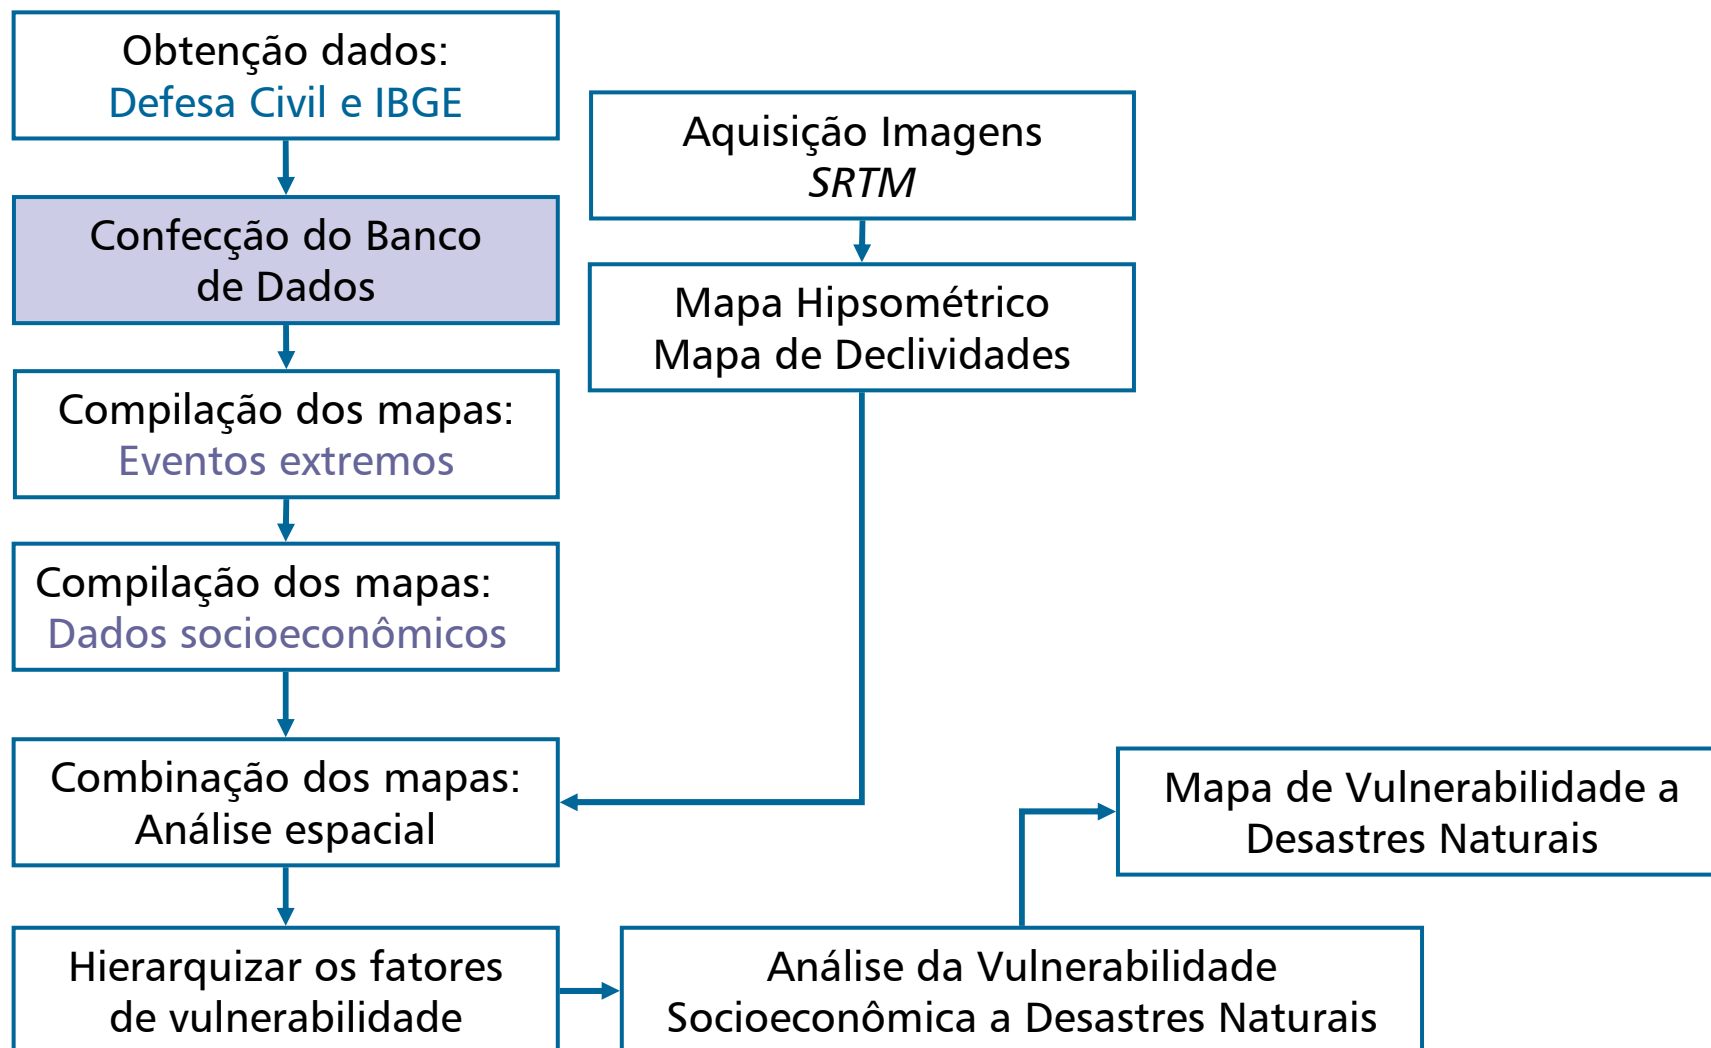 Obtenção dados:
Defesa Civil e IBGE
Aquisição Imagens
SRTM
Confecção do Banco
de Dados
Mapa Hipsométrico
Mapa de Declividades
Compilação dos mapas:
Eventos extremos
Compilação dos mapas:
Dados socioeconômicos
Combinação dos mapas:
Análise espacial
Mapa de Vulnerabilidade a
Desastres Naturais
Hierarquizar os fatores
de vulnerabilidade
Análise da Vulnerabilidade
Socioeconômica a Desastres Naturais